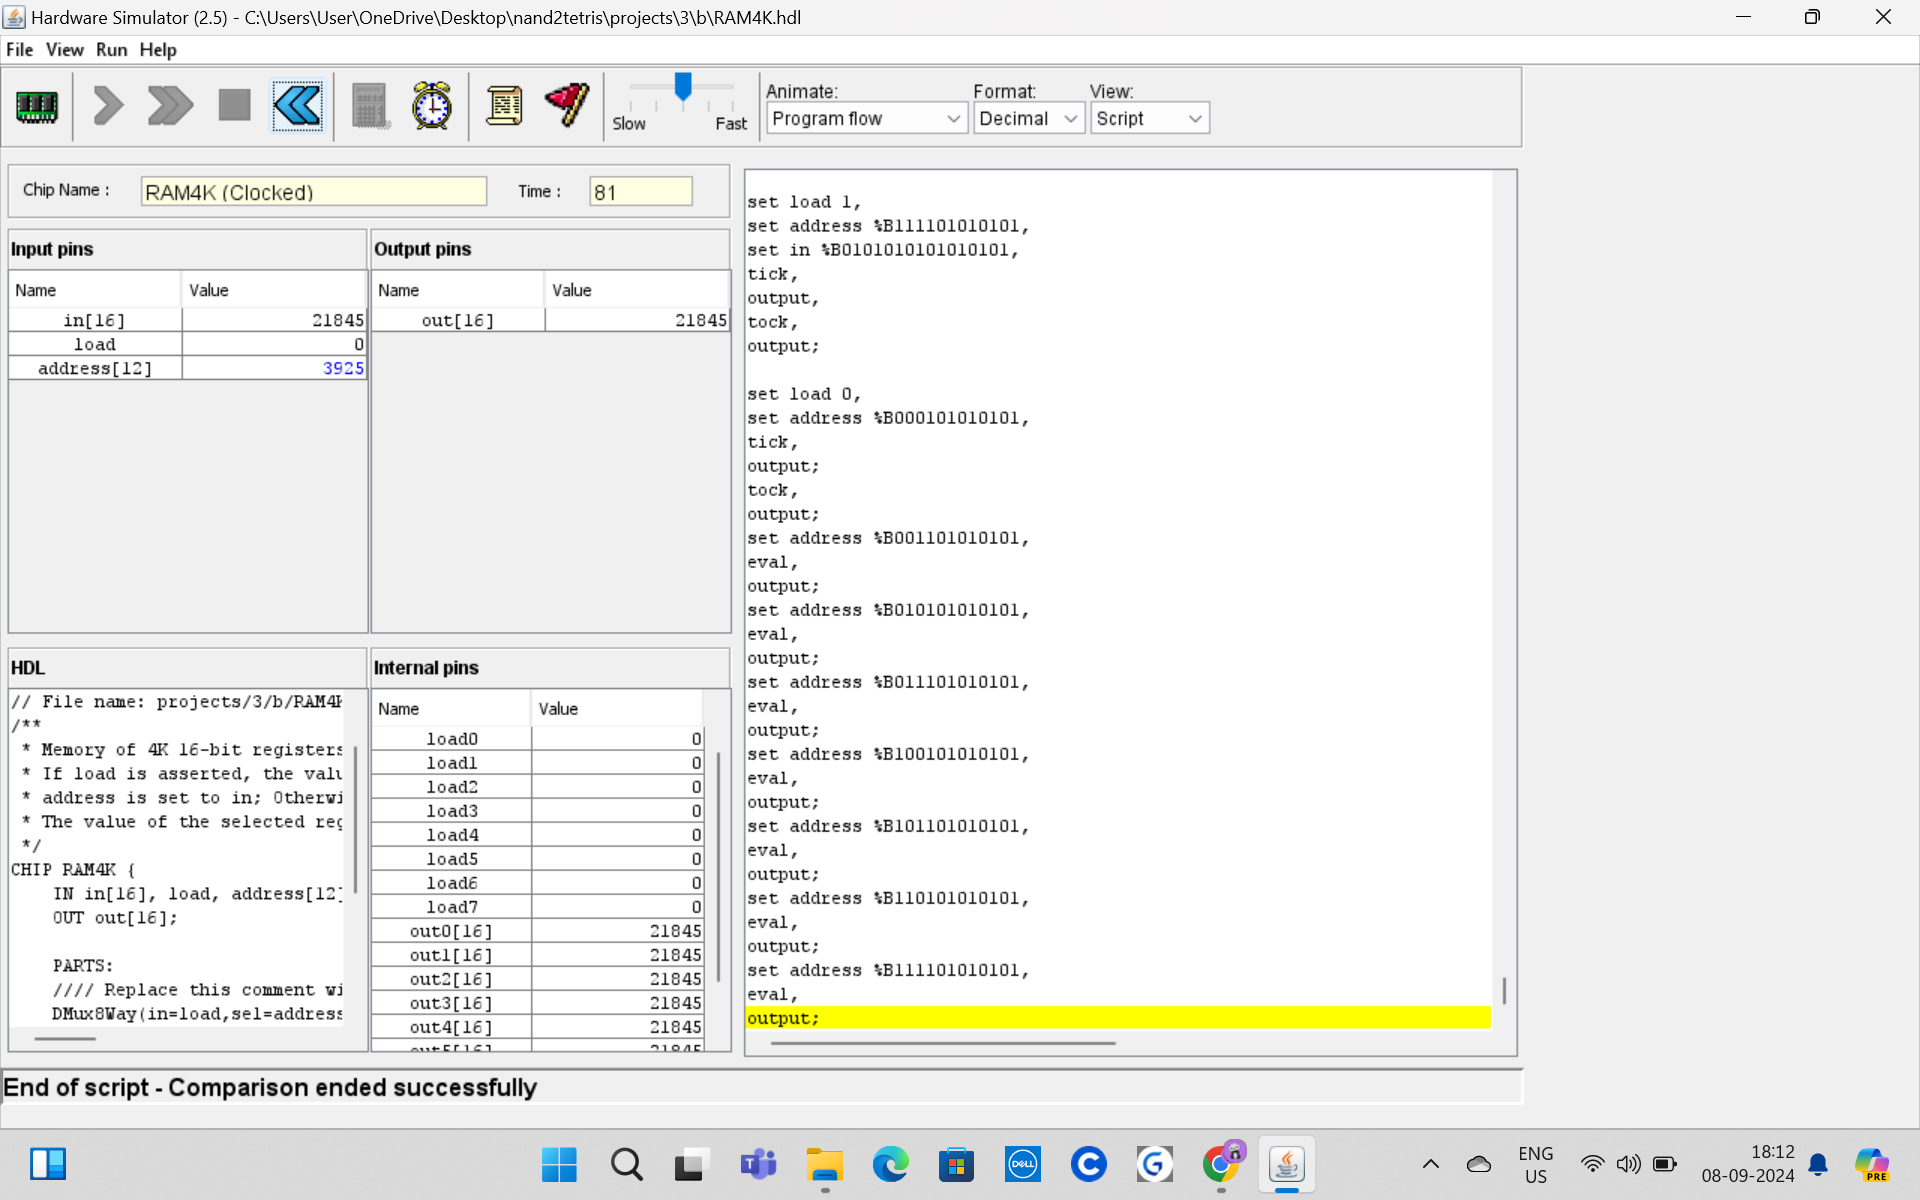 Hardware Simulator (2.5) - C:\Users\User\OneDrive\Desktop\nand2tetris\projects\3\b\RAM4K.hdl
File View Run Help
Slow
Fast
Animate:
Program flow
Format:
Decimal
View:
Script
Chip Name :
RAM4K (Clocked)
Time :
81
Input pins
Name Value
in[16] 21845
load 0
address[12] 3925
Output pins
Name Value
out[16] 21845
HDL
// File name: projects/3/b/RAM4K
/**
* Memory of 4K 16-bit registers
* If load is asserted, the valu
* address is set to in; Otherwi
* The value of the selected reg
*/
CHIP RAM4K {
IN in[16], load, address[12]
OUT out[16];
PARTS:
//// Replace this comment wi
DMux8Way(in=load,sel=address
Internal pins
Name Value
load0 0
load1 0
load2 0
load3 0
load4 0
load5 0
load6 0
load7 0
out0[16] 21845
out1[16] 21845
out2[16] 21845
out3[16] 21845
out4[16] 21845
out5[16] 21845
set load 1,
set address %B111101010101,
set in %B0101010101010101,
tick,
output,
tock,
output;
set load 0,
set address %B000101010101,
tick,
output;
tock,
output;
set address %B001101010101,
eval,
output;
set address %B010101010101,
eval,
output;
set address %B011101010101,
eval,
output;
set address %B100101010101,
eval,
output;
set address %B101101010101,
eval,
output;
set address %B110101010101,
eval,
output;
set address %B111101010101,
eval,
output;
End of script - Comparison ended successfully
DELL
ENG
US
18:12
08-09-2024
PRE